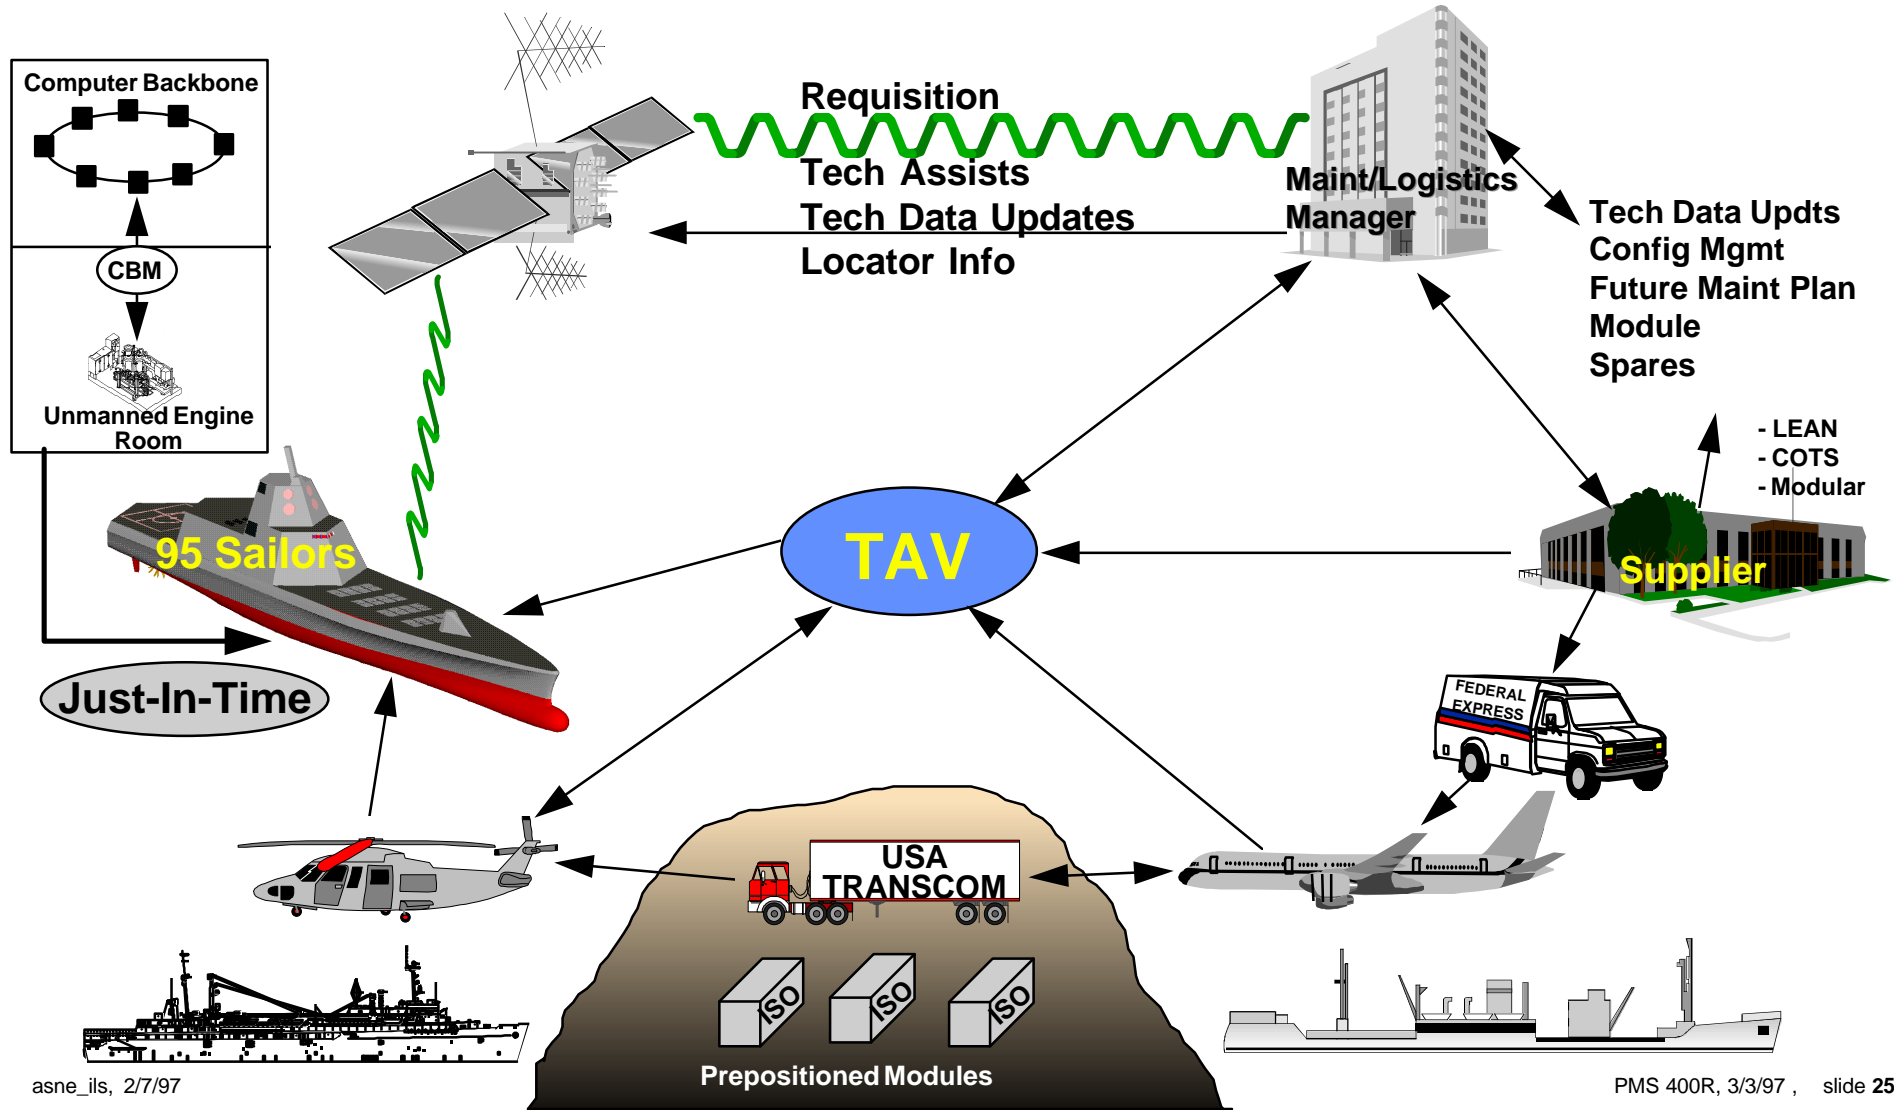 Computer Backbone
CBM
Unmanned Engine
Room
Requisition
Tech Assists
Tech Data Updates
Locator Info
Maint/Logistics
Manager
Tech Data Updts
Config Mgmt
Future Maint Plan
Module
Spares
- LEAN
- COTS
- Modular
95 Sailors
TAV
Supplier
Just-In-Time
FEDERAL
EXPRESS
USA
TRANSCOM
ISO
ISO
ISO
Prepositioned Modules
asne_ils, 2/7/97
PMS 400R, 3/3/97 , slide 25